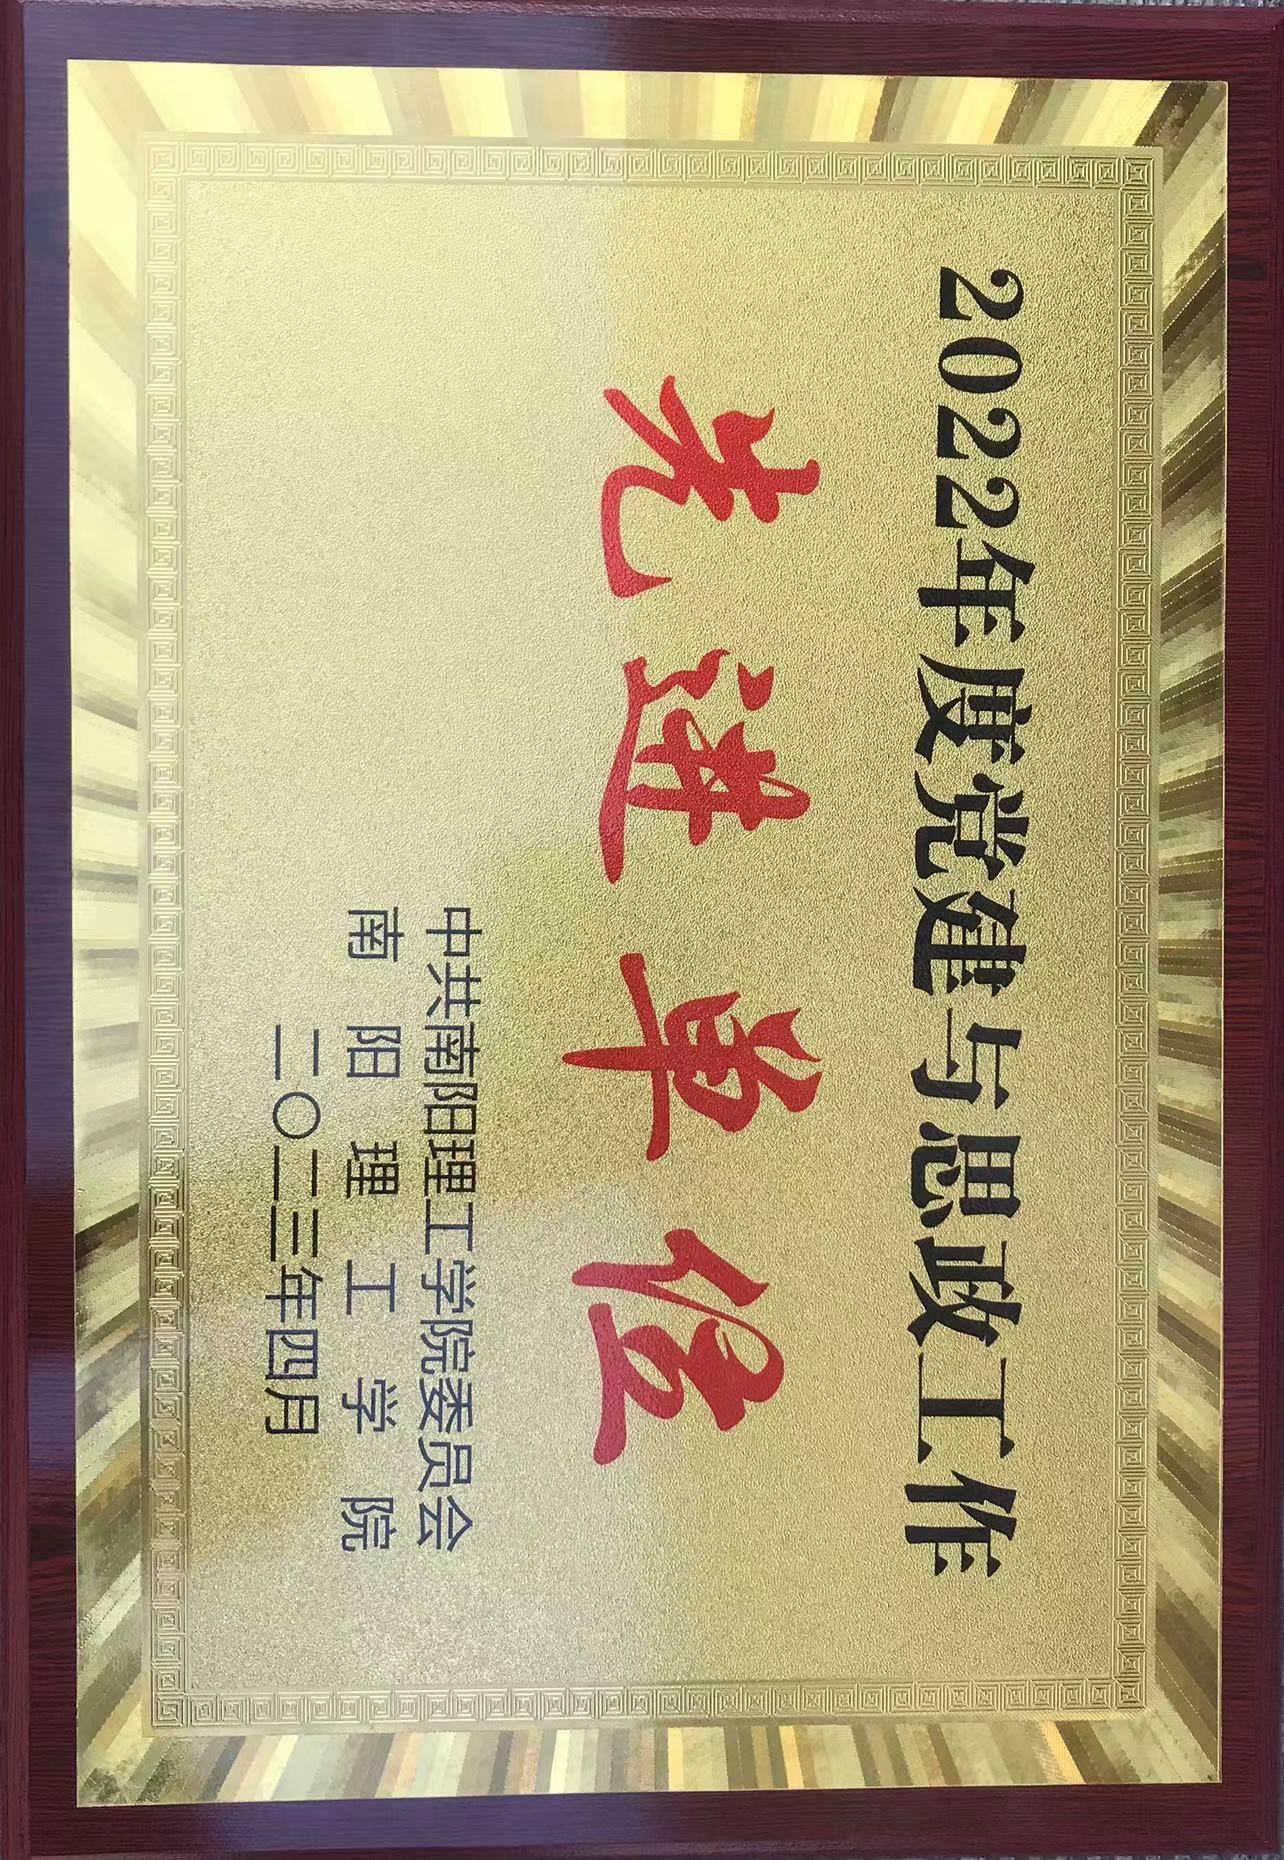 2022年度党建与思政工作
先进单位
中共南阳理工学院委员会
南阳理工学院
二〇二三年四月